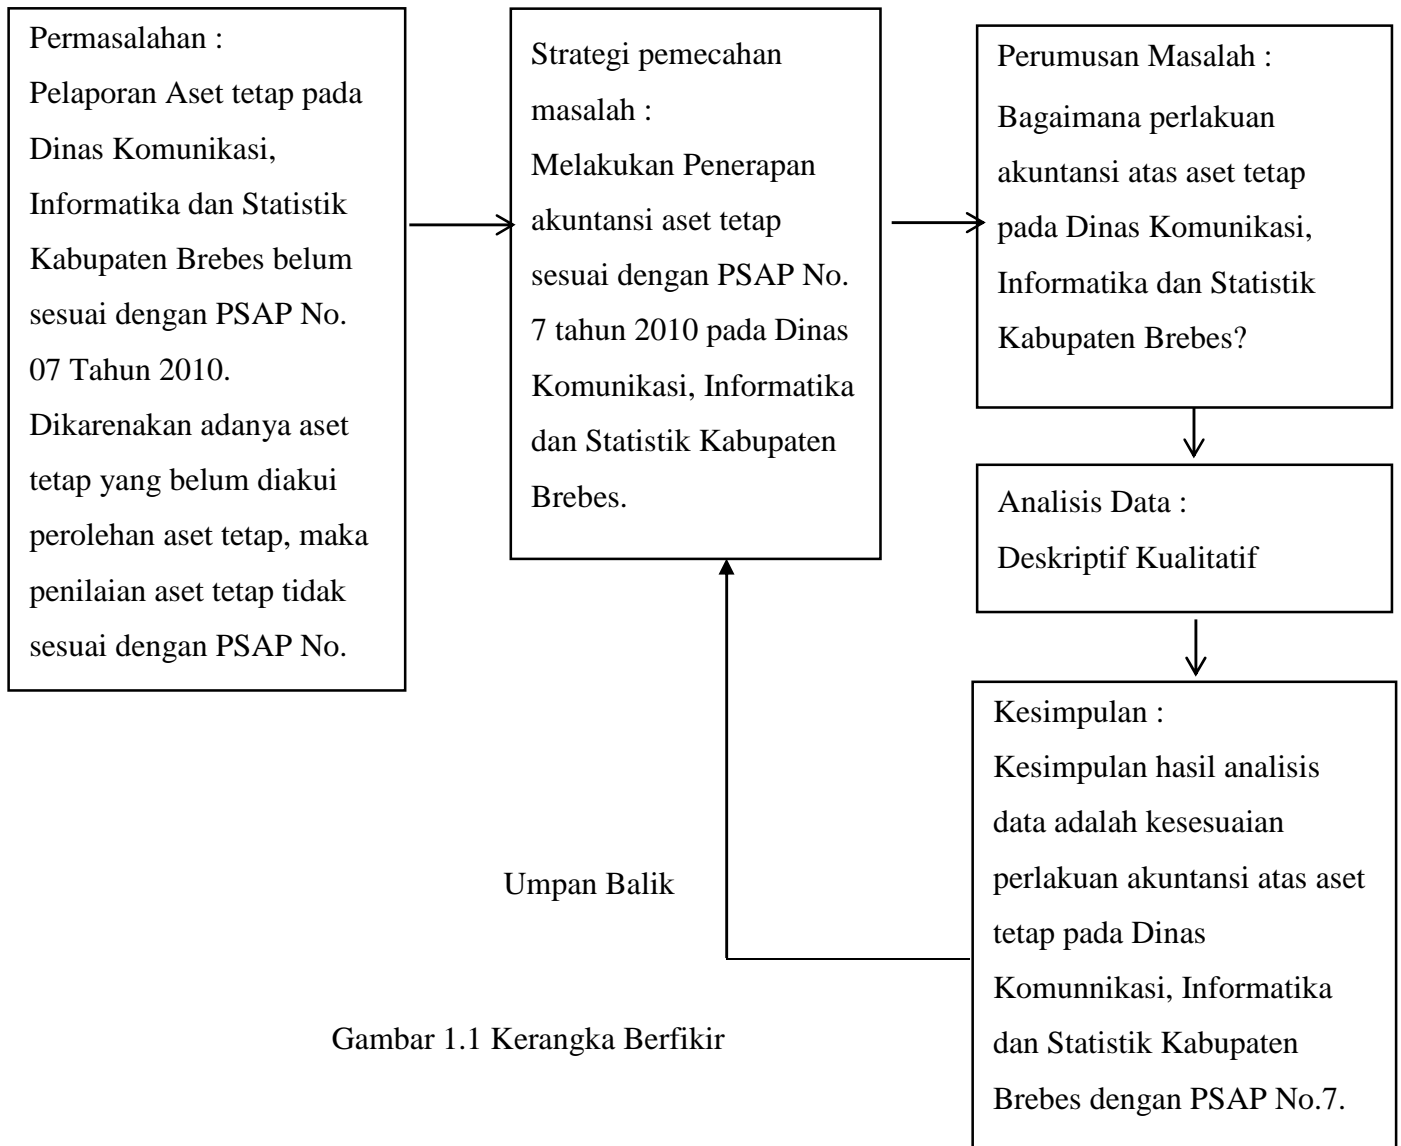 Permasalahan :
Pelaporan Aset tetap pada
Dinas Komunikasi,
Informatika dan Statistik
Kabupaten Brebes belum
sesuai dengan PSAP No.
07 Tahun 2010.
Dikarenakan adanya aset
tetap yang belum diakui
perolehan aset tetap, maka
penilaian aset tetap tidak
sesuai dengan PSAP No.
Strategi pemecahan
masalah :
Melakukan Penerapan
akuntansi aset tetap
sesuai dengan PSAP No.
7 tahun 2010 pada Dinas
Komunikasi, Informatika
dan Statistik Kabupaten
Brebes.
Perumusan Masalah :
Bagaimana perlakuan
akuntansi atas aset tetap
pada Dinas Komunikasi,
Informatika dan Statistik
Kabupaten Brebes?
Analisis Data :
Deskriptif Kualitatif
Kesimpulan :
Kesimpulan hasil analisis
data adalah kesesuaian
perlakuan akuntansi atas aset
tetap pada Dinas
Komunnikasi, Informatika
dan Statistik Kabupaten
Brebes dengan PSAP No.7.
Umpan Balik
Gambar 1.1 Kerangka Berfikir